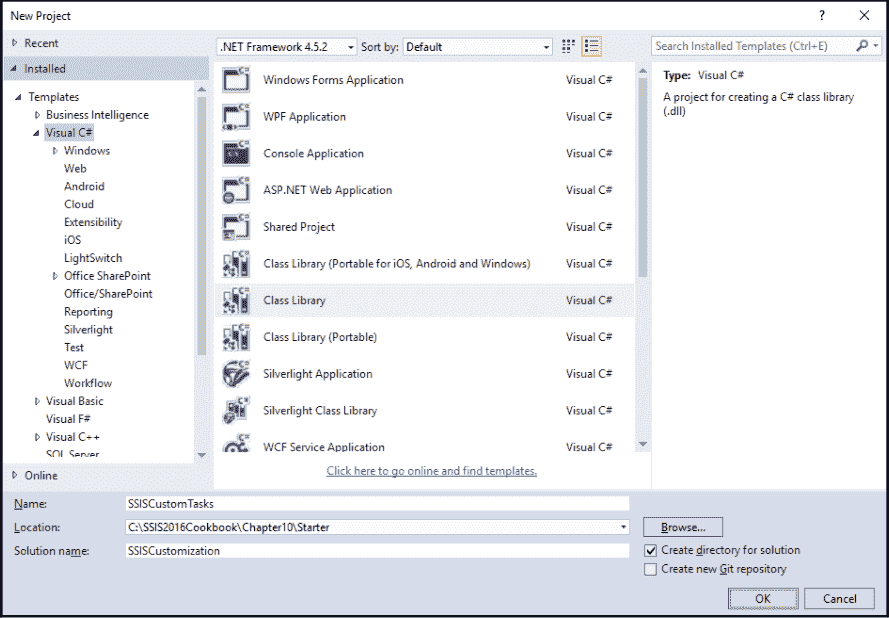 New Project
?
Recent
.NET Framework 4.5.2
Sort by:
Default
Search Installed Templates (Ctrl+E)
Installed
Templates
Business Intelligence
Visual C#
Windows
Web
Android
Cloud
Extensibility
iOS
LightSwitch
Office SharePoint
Office/SharePoint
Reporting
Silverlight
Test
WCF
Workflow
Visual Basic
Visual F#
Visual C++
SQL Server
Online
Windows Forms Application Visual C#
WPF Application Visual C#
Console Application Visual C#
ASP.NET Web Application Visual C#
Shared Project Visual C#
Class Library (Portable for iOS, Android and Windows) Visual C#
Class Library Visual C#
Class Library (Portable) Visual C#
Silverlight Application Visual C#
Silverlight Class Library Visual C#
WCF Service Application Visual C#
Click here to go online and find templates.
Type: Visual C#
A project for creating a C# class library
(.dll)
Name: SSISCustomTasks
Location: C:\SSIS2016Cookbook\Chapter10\Starter
Browse...
Solution name: SSISCustomization
Create directory for solution
Create new Git repository
OK
Cancel